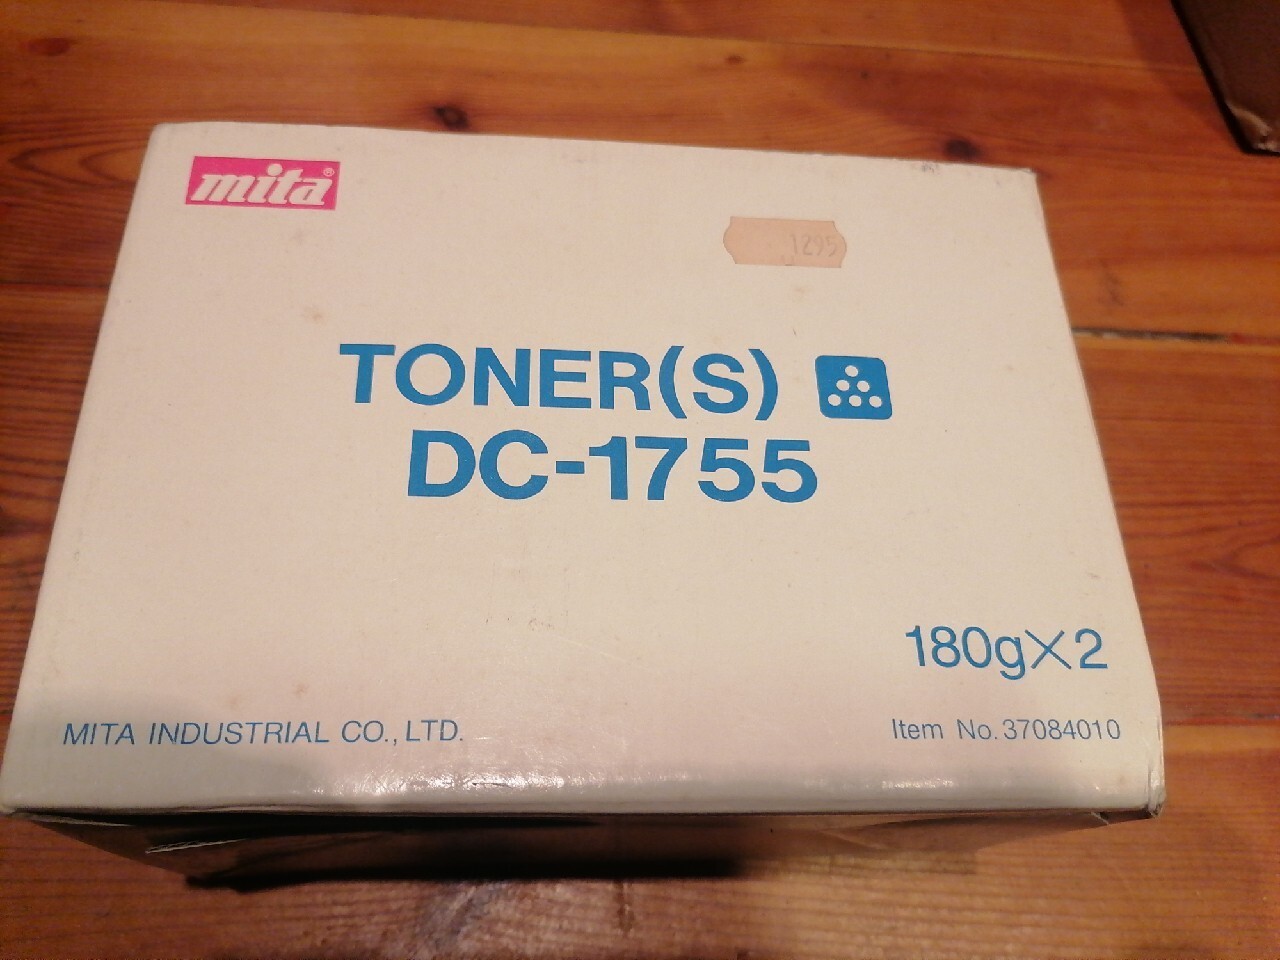 mita®
1295
TONER(S)
DC-1755
180g×2
MITA INDUSTRIAL CO., LTD.
Item No. 37084010